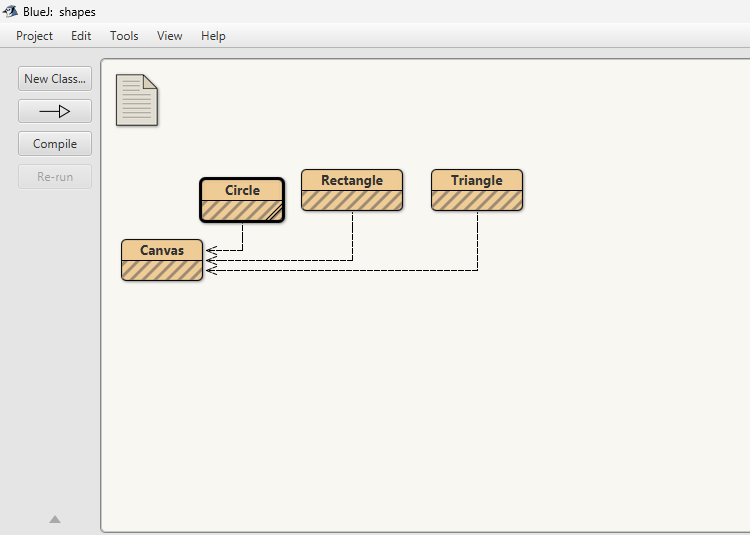 BlueJ: shapes
Project Edit Tools View Help
New Class...
Compile
Re-run
Circle
Rectangle
Triangle
Canvas